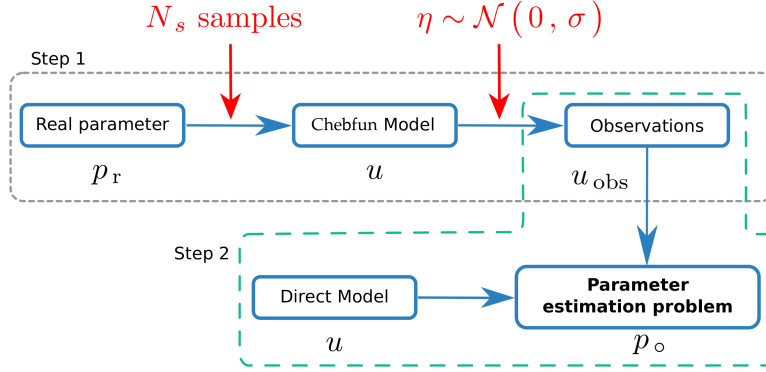 N_s samples
η ∼ 𝒩(0, σ)
Step 1
Real parameter
Chebfun Model
Observations
p_r
u
u_obs
Step 2
Direct Model
Parameter
estimation problem
u
p_∘